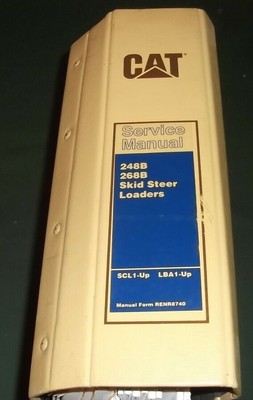 CAT
Service
Manual
248B
268B
Skid Steer
Loaders
SCL1-Up LBA1-Up
Manual Form RENR8740